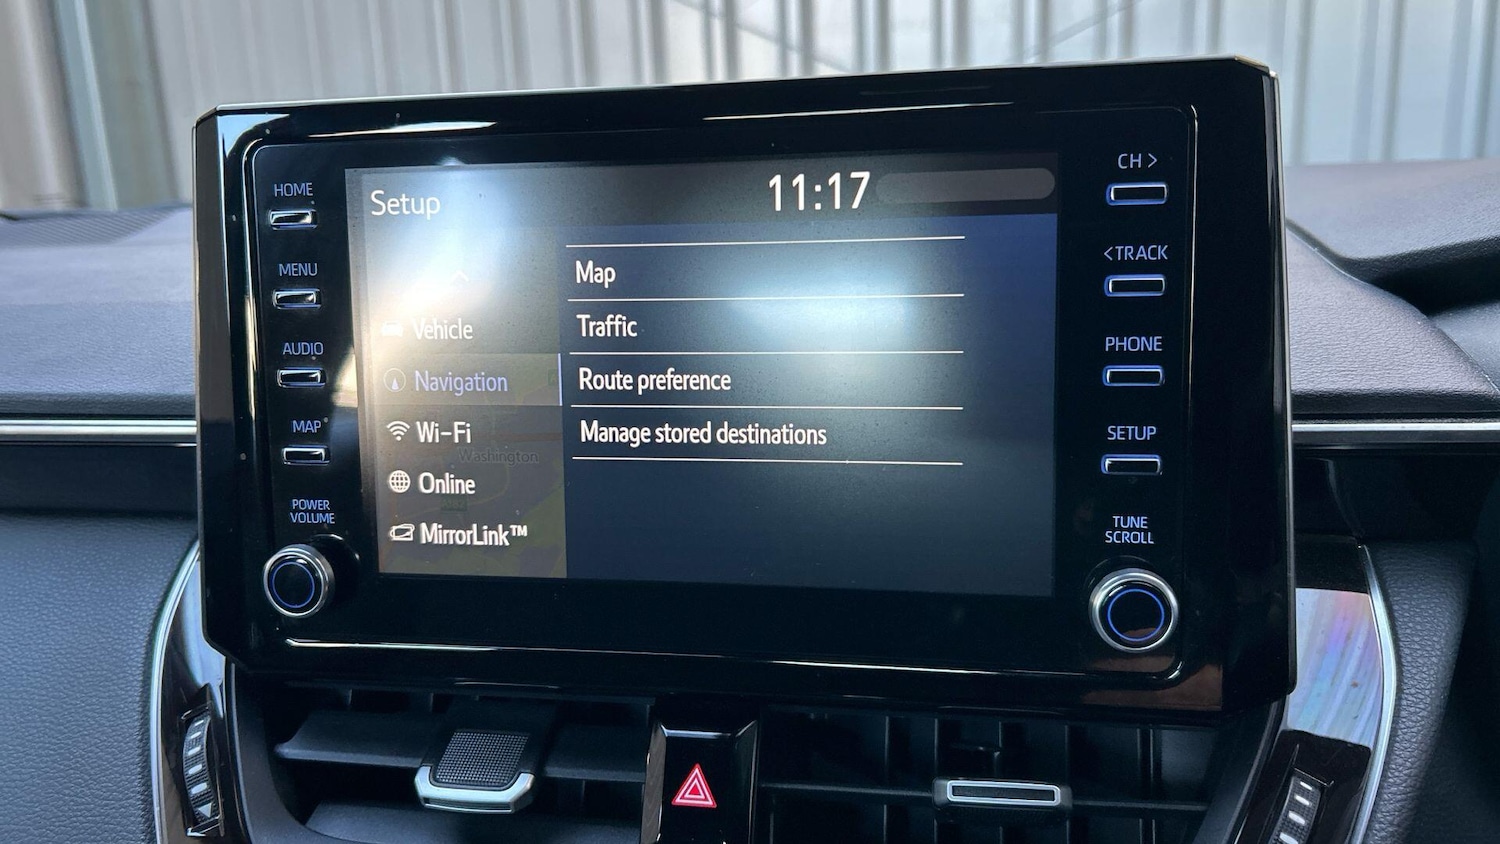 HOME
MENU
AUDIO
MAP
POWER
VOLUME
Setup
11:17
Vehicle
Navigation
Wi-Fi
Washington
Online
MirrorLink™
Map
Traffic
Route preference
Manage stored destinations
CH >
<TRACK
PHONE
SETUP
TUNE
SCROLL